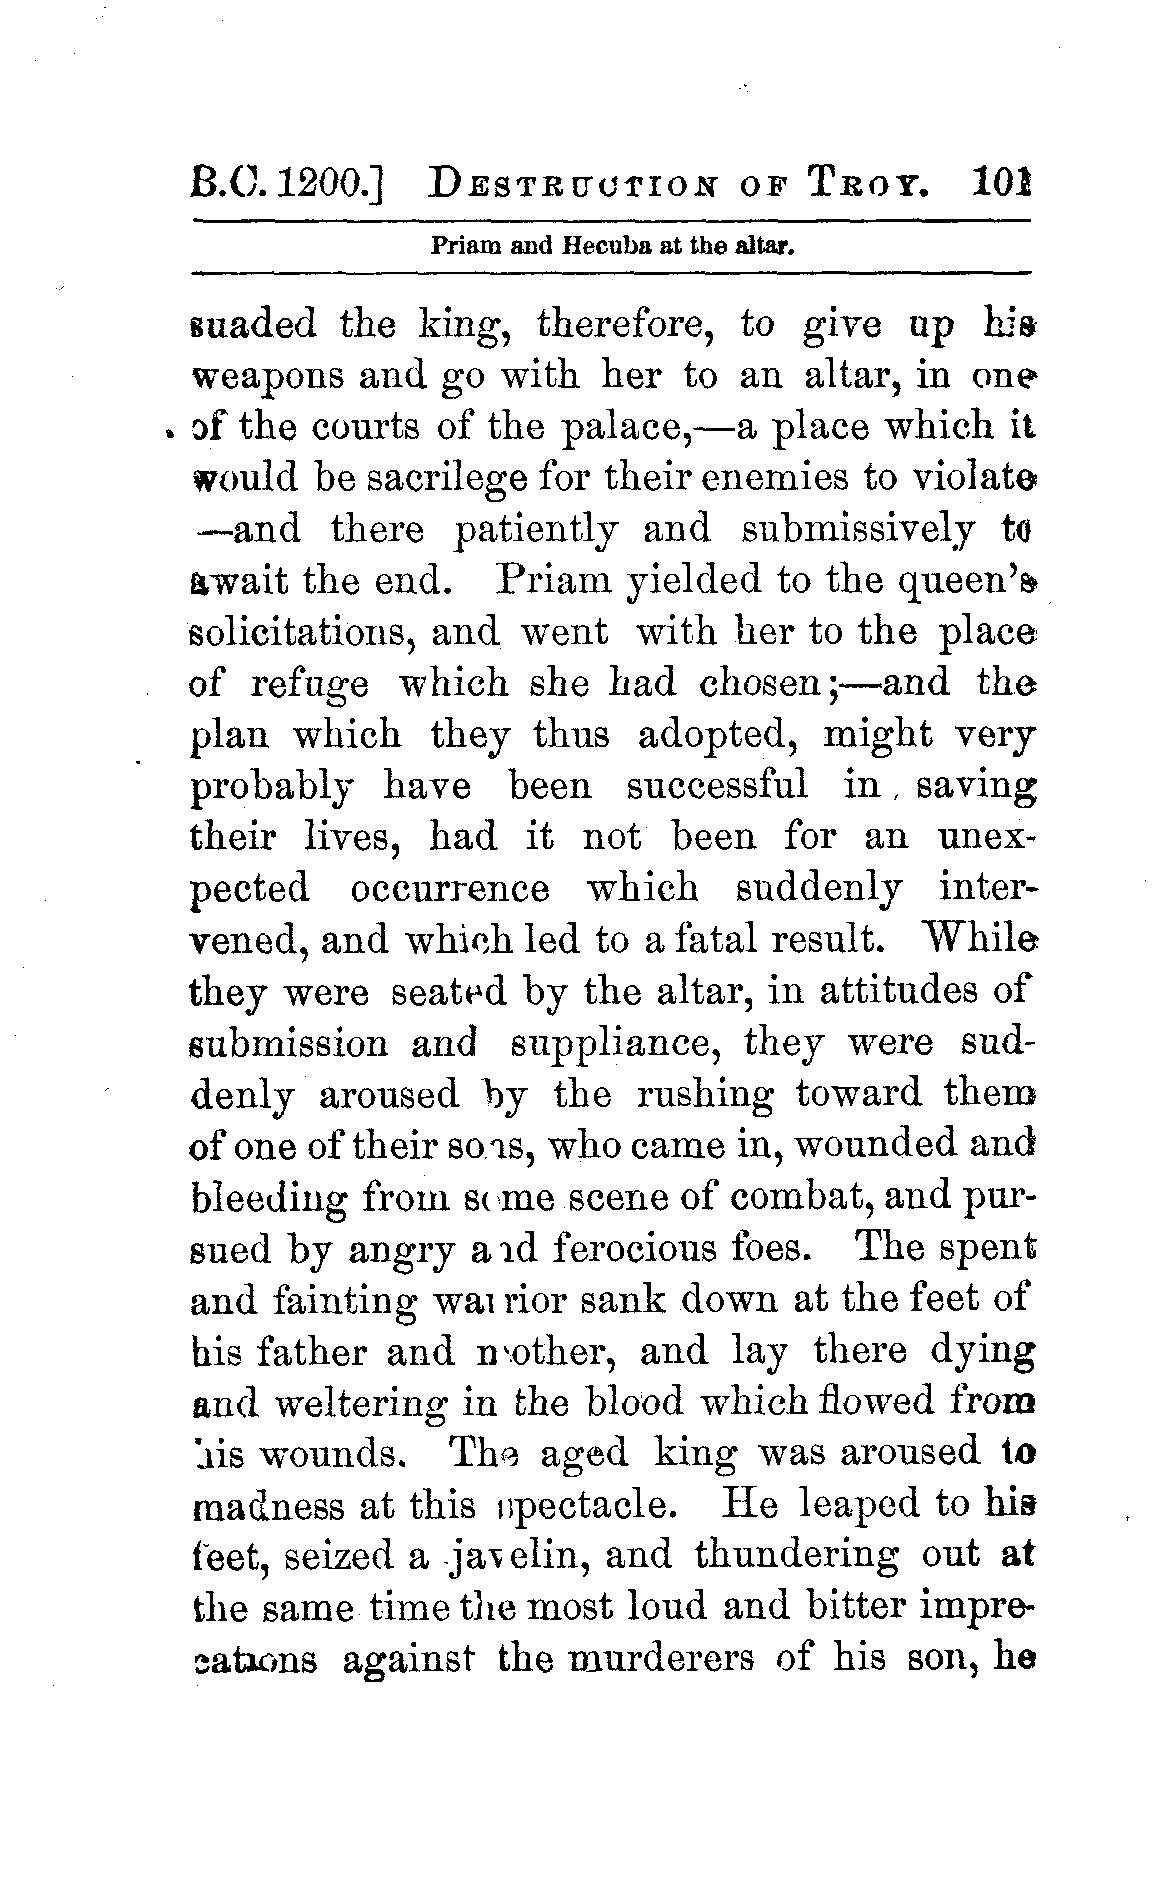 B.C. 1200.] DESTRUCTION OF TROY. 101
Priam and Hecuba at the altar.
suaded the king, therefore, to give up his
weapons and go with her to an altar, in one
of the courts of the palace,—a place which it
would be sacrilege for their enemies to violate
—and there patiently and submissively to
await the end. Priam yielded to the queen's
solicitations, and went with her to the place
of refuge which she had chosen;—and the
plan which they thus adopted, might very
probably have been successful in saving
their lives, had it not been for an unex-
pected occurrence which suddenly inter-
vened, and which led to a fatal result. While
they were seated by the altar, in attitudes of
submission and suppliance, they were sud-
denly aroused by the rushing toward them
of one of their sons, who came in, wounded and
bleeding from some scene of combat, and pur-
sued by angry and ferocious foes. The spent
and fainting warrior sank down at the feet of
his father and mother, and lay there dying
and weltering in the blood which flowed from
his wounds. The aged king was aroused to
madness at this spectacle. He leaped to his
feet, seized a javelin, and thundering out at
the same time the most loud and bitter impre-
cations against the murderers of his son, he